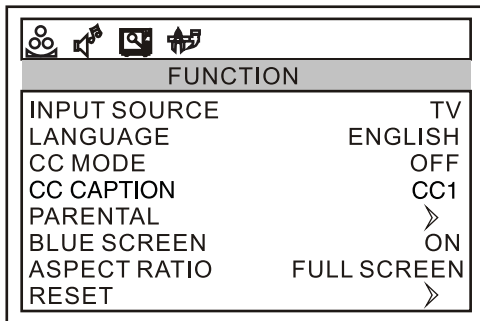 FUNCTION
INPUT SOURCE TV
LANGUAGE ENGLISH
CC MODE OFF
CC CAPTION CC1
PARENTAL
BLUE SCREEN ON
ASPECT RATIO FULL SCREEN
RESET